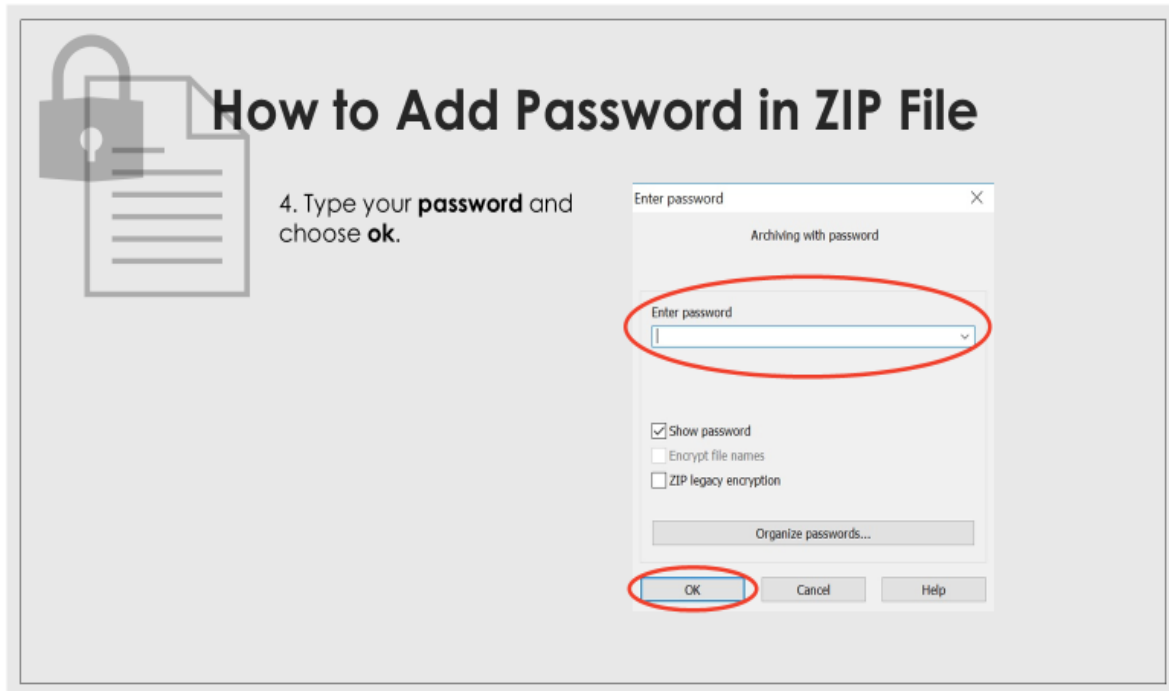 How to Add Password in ZIP File
4. Type your password and
choose ok.
Enter password
Archiving with password
Enter password
Show password
Encrypt file names
ZIP legacy encryption
Organize passwords...
OK Cancel Help